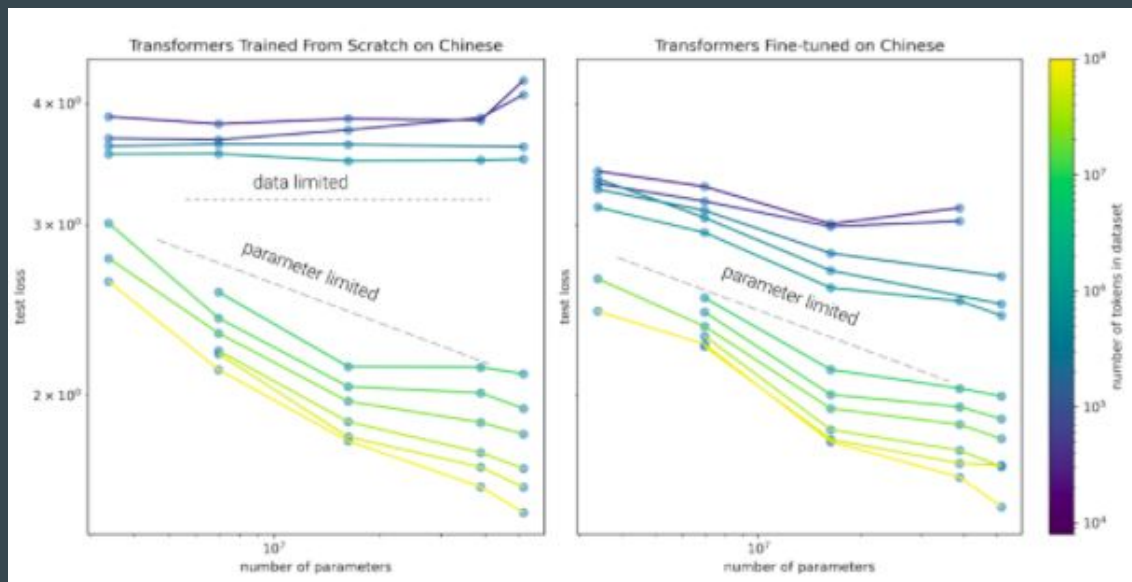 Transformers Trained From Scratch on Chinese
4 × 10⁰
3 × 10⁰
2 × 10⁰
test loss
data limited
parameter limited
10⁷
number of parameters
Transformers Fine-tuned on Chinese
test loss
parameter limited
10⁷
number of parameters
10⁸
10⁷
10⁶
10⁵
10⁴
number of tokens in dataset